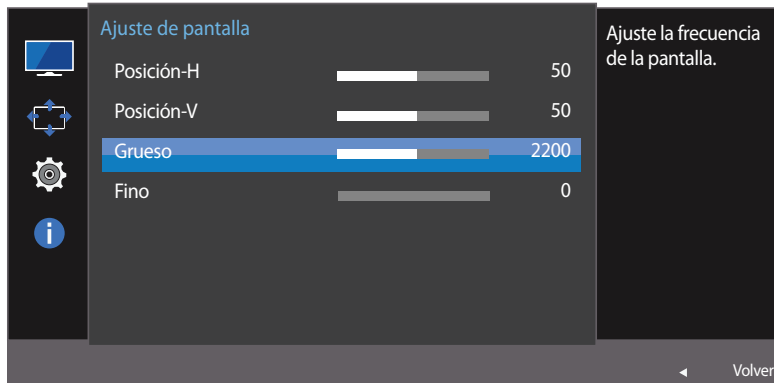 Ajuste de pantalla
Posición-H 50
Posición-V 50
Grueso 2200
Fino 0
Ajuste la frecuencia
de la pantalla.
Volver